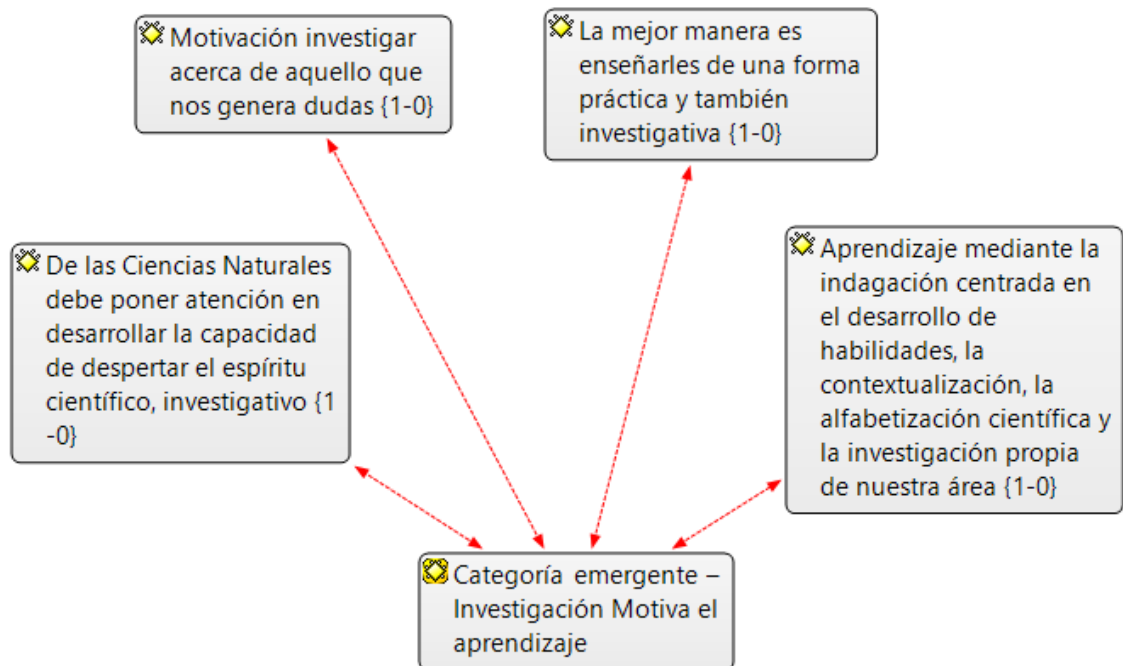 Motivación investigar
acerca de aquello que
nos genera dudas {1-0}
La mejor manera es
enseñarles de una forma
práctica y también
investigativa {1-0}
De las Ciencias Naturales
debe poner atención en
desarrollar la capacidad
de despertar el espíritu
científico, investigativo {1
-0}
Aprendizaje mediante la
indagación centrada en
el desarrollo de
habilidades, la
contextualización, la
alfabetización científica y
la investigación propia
de nuestra área {1-0}
Categoría emergente –
Investigación Motiva el
aprendizaje